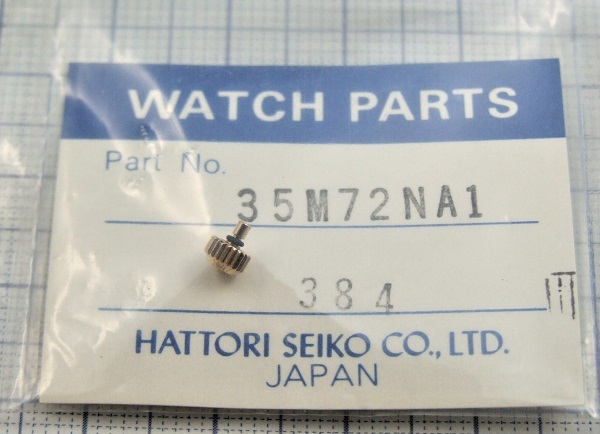 WATCH PARTS
Part No.
35M72NA1
384
HATTORI SEIKO CO., LTD.
JAPAN